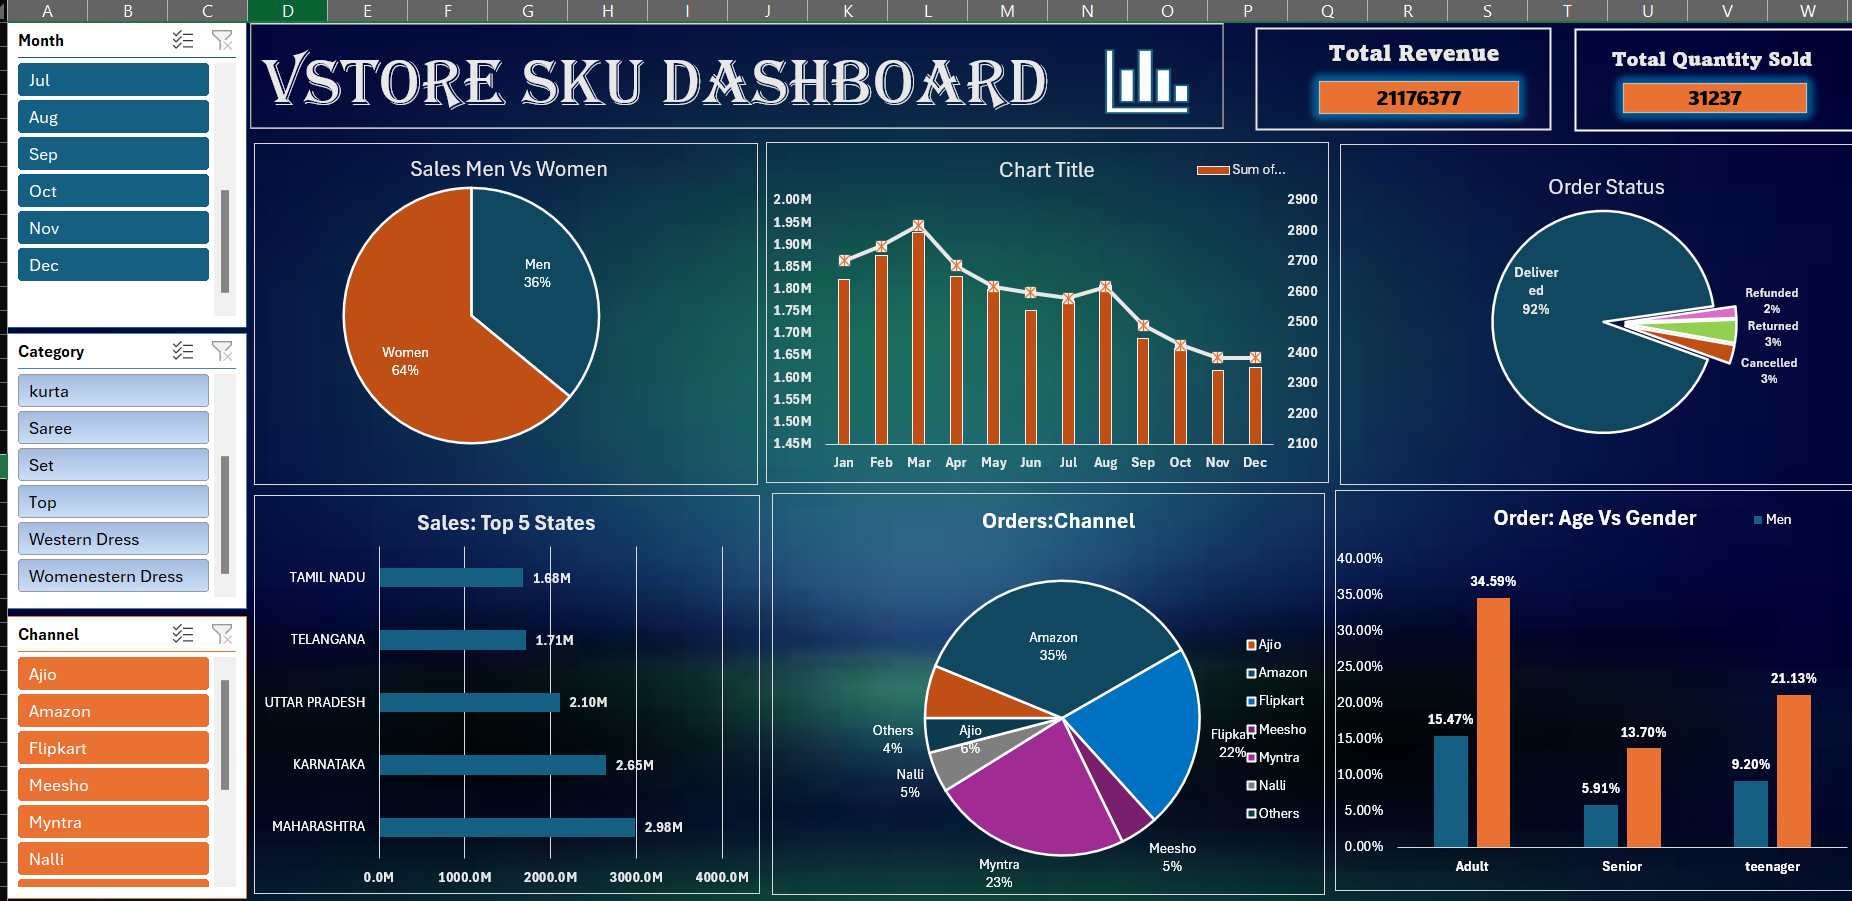 A B C D E F G H I J K L M N O P Q R S T U V W
Month
Jul
Aug
Sep
Oct
Nov
Dec
Category
kurta
Saree
Set
Top
Western Dress
Womenestern Dress
Channel
Ajio
Amazon
Flipkart
Meesho
Myntra
Nalli
VSTORE SKU DASHBOARD
Total Revenue
21176377
Total Quantity Sold
31237
Sales Men Vs Women
Men
36%
Women
64%
Chart Title
Sum of...
2.00M
1.95M
1.90M
1.85M
1.80M
1.75M
1.70M
1.65M
1.60M
1.55M
1.50M
1.45M
2900
2800
2700
2600
2500
2400
2300
2200
2100
Jan Feb Mar Apr May Jun Jul Aug Sep Oct Nov Dec
Order Status
Deliver
ed
92%
Refunded
2%
Returned
3%
Cancelled
3%
Sales: Top 5 States
TAMIL NADU 1.68M
TELANGANA 1.71M
UTTAR PRADESH 2.10M
KARNATAKA 2.65M
MAHARASHTRA 2.98M
0.0M 1000.0M 2000.0M 3000.0M 4000.0M
Orders:Channel
Amazon
35%
Flipkart
22%
Meesho
5%
Myntra
23%
Nalli
5%
Others
4%
Ajio
6%
Ajio
Amazon
Flipkart
Meesho
Myntra
Nalli
Others
Order: Age Vs Gender
Men
40.00%
35.00%
30.00%
25.00%
20.00%
15.00%
10.00%
5.00%
0.00%
15.47%
34.59%
5.91%
13.70%
9.20%
21.13%
Adult Senior teenager